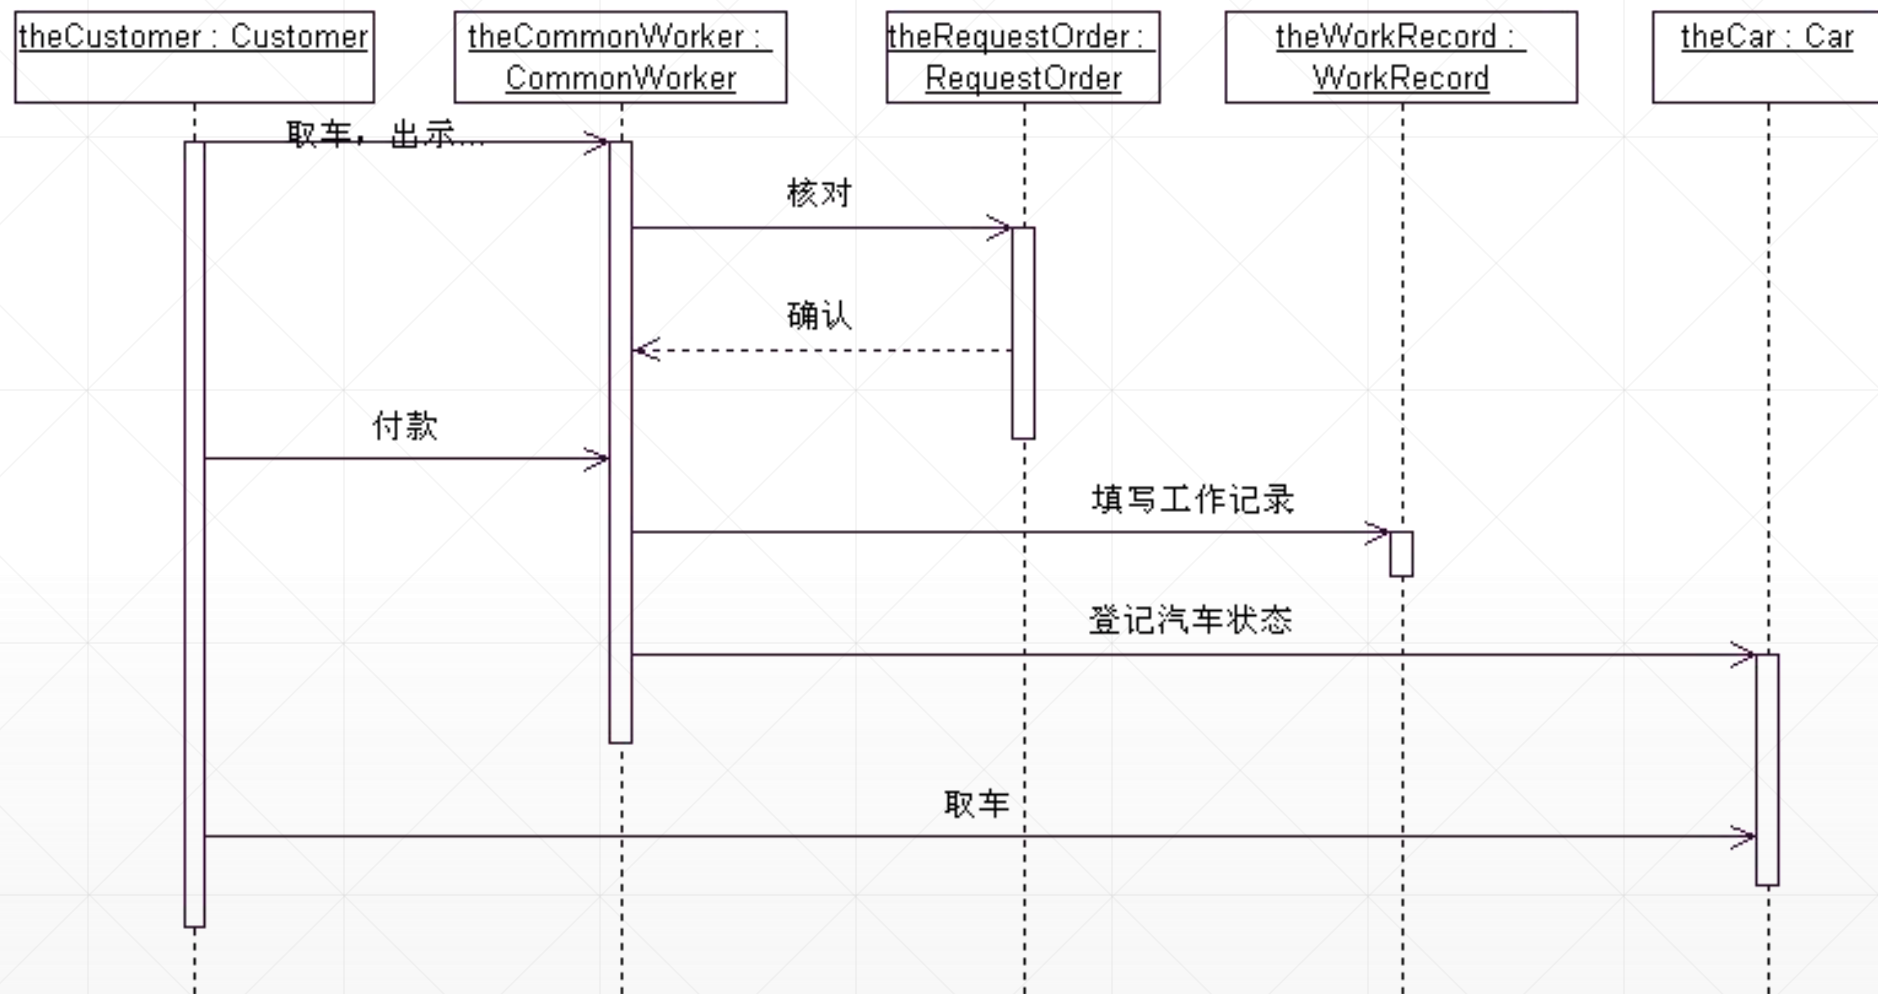 theCustomer : Customer
theCommonWorker :
CommonWorker
theRequestOrder :
RequestOrder
theWorkRecord :
WorkRecord
theCar : Car
取车，出示...
核对
确认
付款
填写工作记录
登记汽车状态
取车